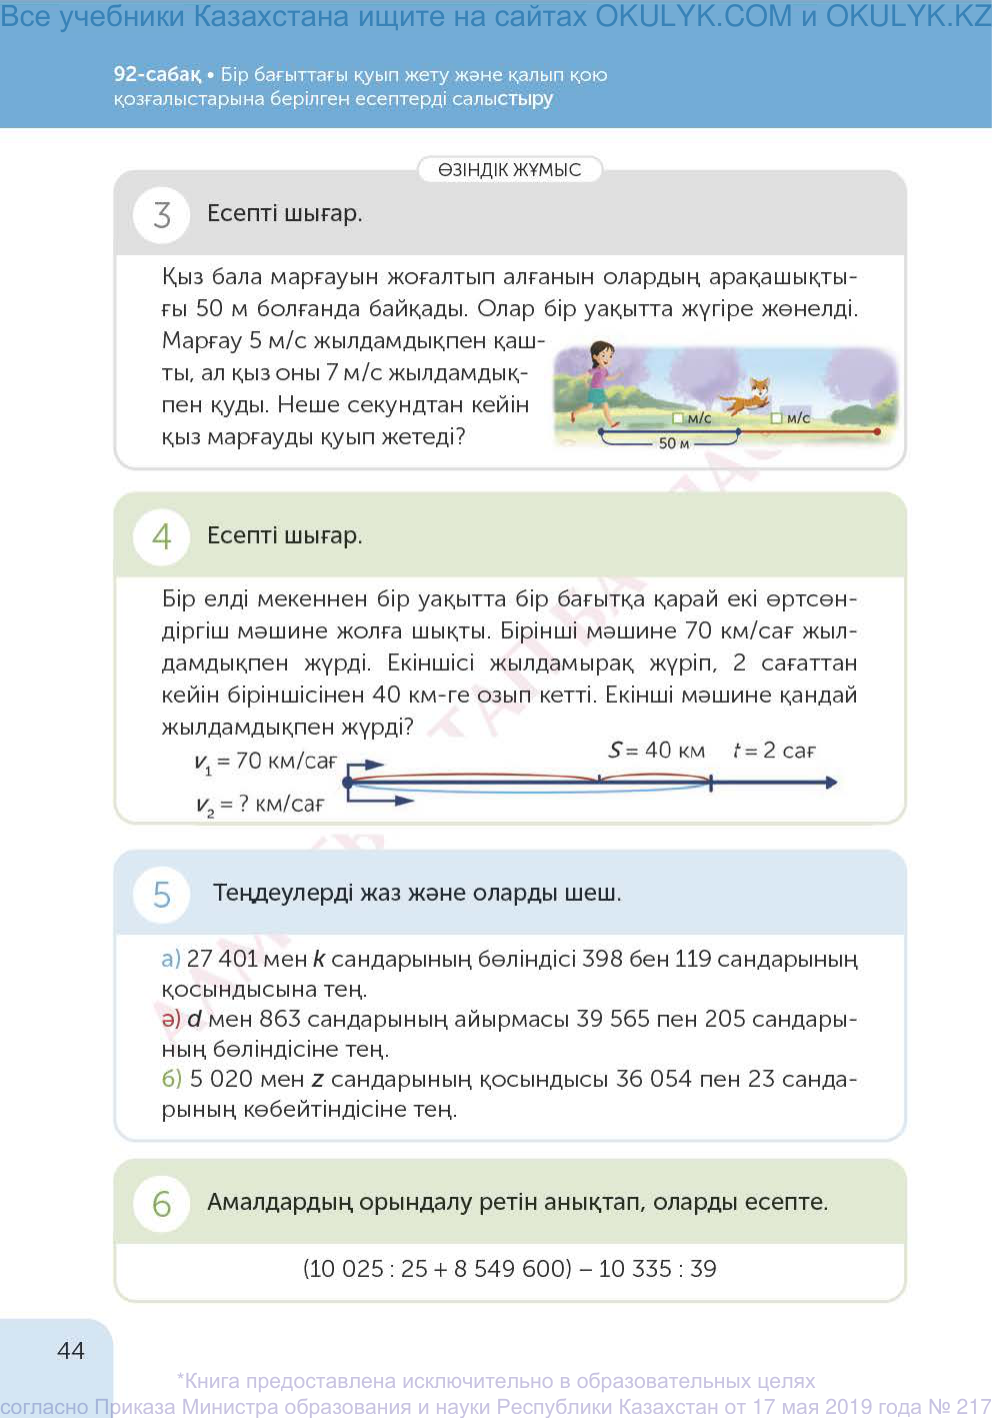 Все учебники Казахстана ищите на сайтах OKULYK.COM и OKULYK.KZ
92-сабақ • Бір бағыттағы қуып жету және қалып қою
қозғалыстарына берілген есептерді салыстыру
ӨЗІНДІК ЖҰМЫС
3 Есепті шығар.
Қыз бала марғауын жоғалтып алғанын олардың арақашықты-
ғы 50 м болғанда байқады. Олар бір уақытта жүгіре жөнелді.
Марғау 5 м/с жылдамдықпен қаш-
ты, ал қыз оны 7 м/с жылдамдық-
пен қуды. Неше секундтан кейін
қыз марғауды қуып жетеді?
м/с м/с
50 м
4 Есепті шығар.
Бір елді мекеннен бір уақытта бір бағытқа қарай екі өртсөн-
діргіш мәшине жолға шықты. Бірінші мәшине 70 км/сағ жыл-
дамдықпен жүрді. Екіншісі жылдамырақ жүріп, 2 сағаттан
кейін біріншісінен 40 км-ге озып кетті. Екінші мәшине қандай
жылдамдықпен жүрді?
S = 40 км t = 2 сағ
v₁ = 70 км/сағ
v₂ = ? км/сағ
5 Теңдеулерді жаз және оларды шеш.
а) 27 401 мен k сандарының бөліндісі 398 бен 119 сандарының
қосындысына тең.
ә) d мен 863 сандарының айырмасы 39 565 пен 205 сандары-
ның бөліндісіне тең.
б) 5 020 мен z сандарының қосындысы 36 054 пен 23 санда-
рының көбейтіндісіне тең.
6 Амалдардың орындалу ретін анықтап, оларды есепте.
(10 025 : 25 + 8 549 600) – 10 335 : 39
44
*Книга предоставлена исключительно в образовательных целях
согласно Приказа Министра образования и науки Республики Казахстан от 17 мая 2019 года № 217